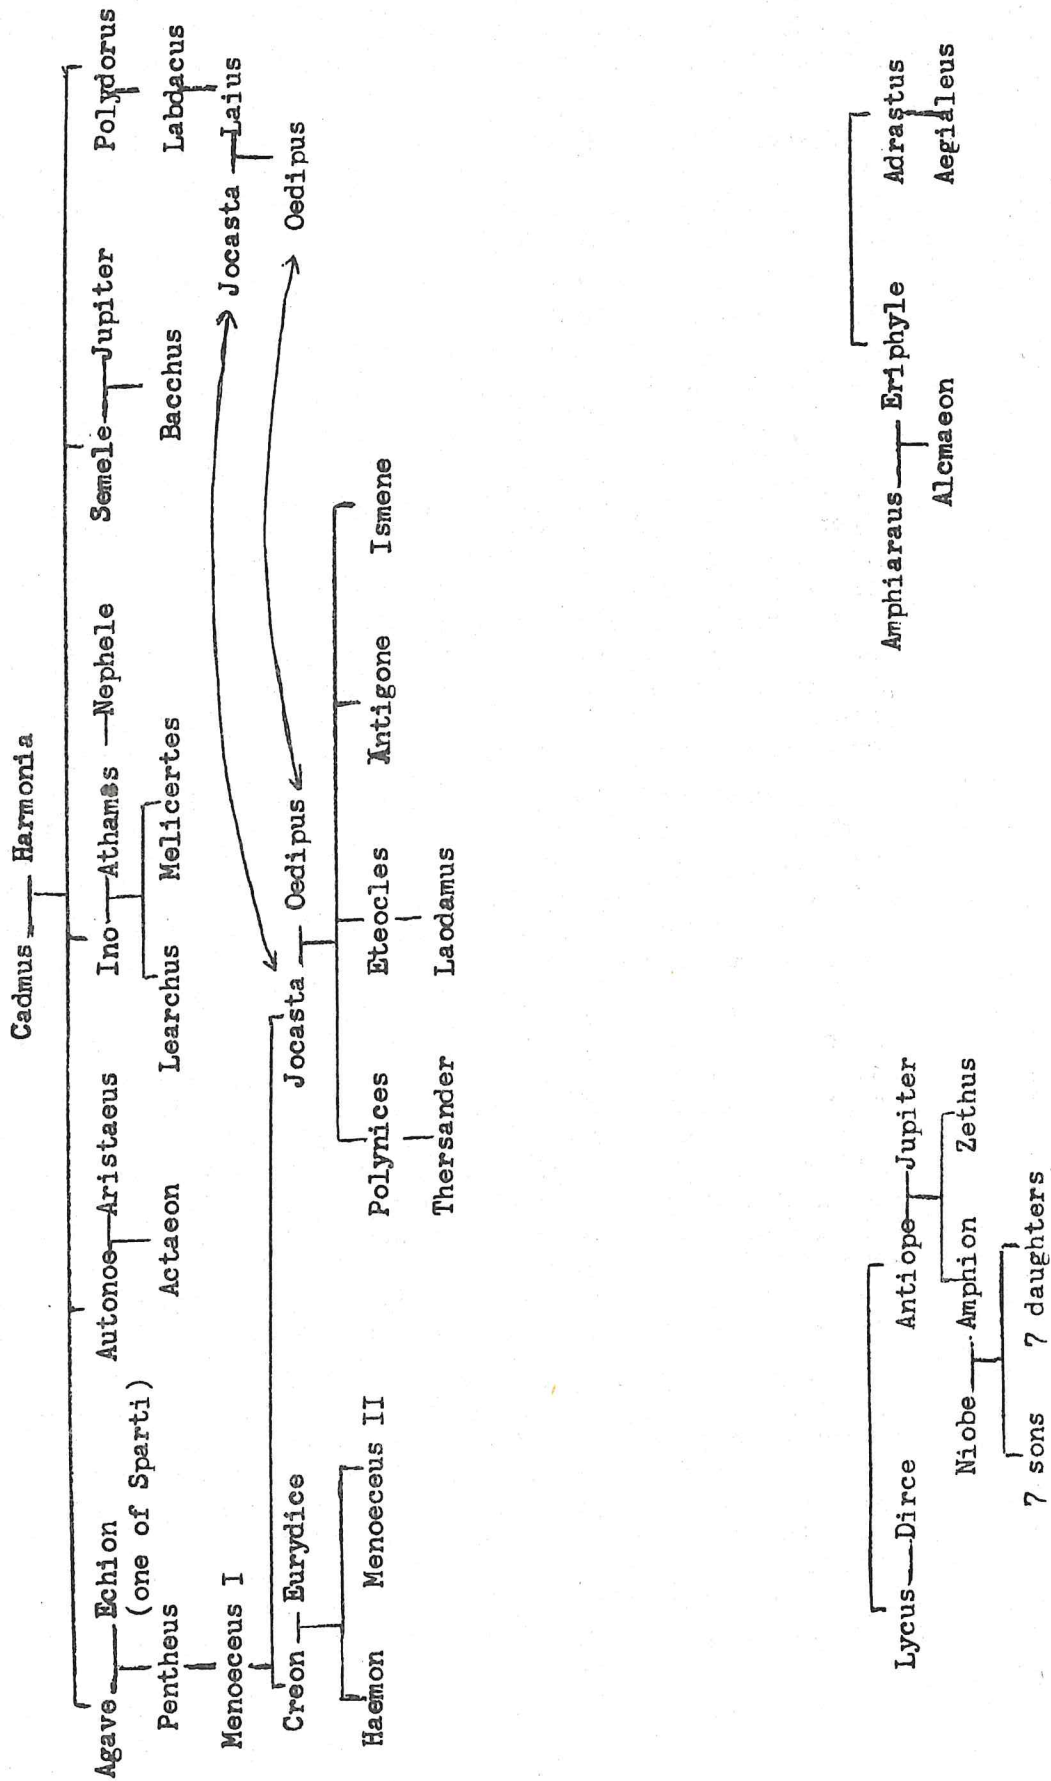 Cadmus Harmonia
Agave Echion Autonoe Aristaeus Ino Athamas Nephele Semele Jupiter Polydorus
(one of Sparti)
Pentheus Actaeon Learchus Melicertes Bacchus Labdacus
Menoeceus I Jocasta Laius
Creon Eurydice Jocasta Oedipus Oedipus
Haemon Menoeceus II Polynices Eteocles Antigone Ismene
Thersander Laodamus
Lycus Dirce Antiope Jupiter Amphiaraus Eriphyle Adrastus
Niobe Amphion Zethus Alcmaeon Aegialeus
7 sons 7 daughters